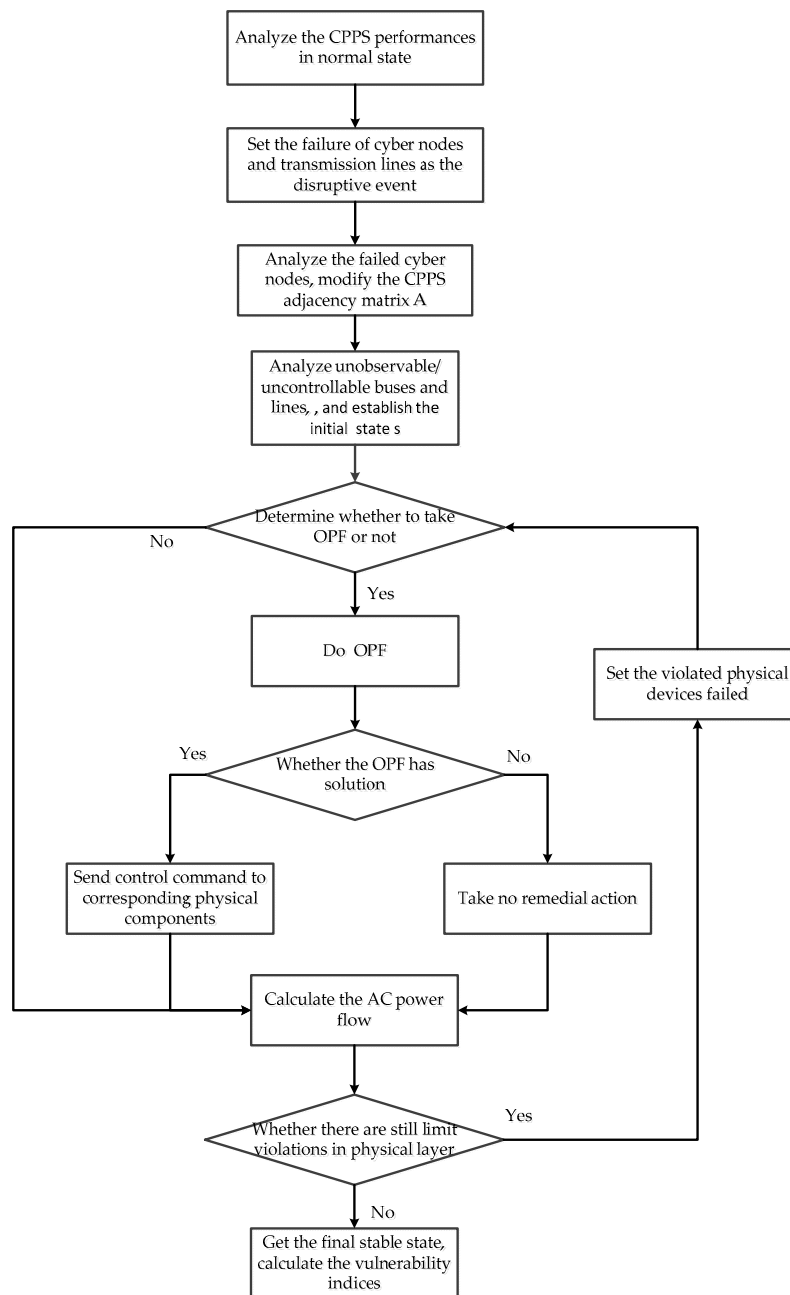 Analyze the CPPS performances
in normal state
Set the failure of cyber nodes
and transmission lines as the
disruptive event
Analyze the failed cyber
nodes, modify the CPPS
adjacency matrix A
Analyze unobservable/
uncontrollable buses and
lines, , and establish the
initial state s
Determine whether to take
OPF or not
No
Yes
Do OPF
Set the violated physical
devices failed
Whether the OPF has
solution
Yes
No
Send control command to
corresponding physical
components
Take no remedial action
Calculate the AC power
flow
Whether there are still limit
violations in physical layer
Yes
No
Get the final stable state,
calculate the vulnerability
indices